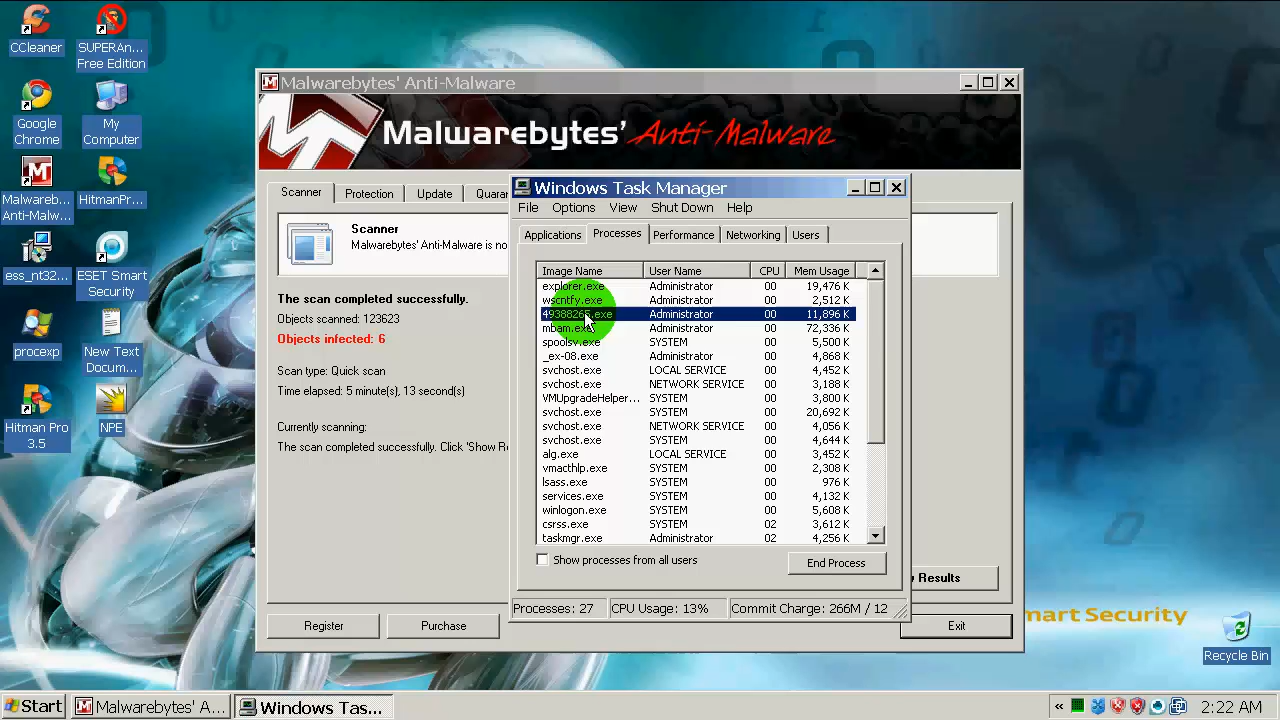 CCleaner
SUPERAn...
Free Edition
Google
Chrome
My
Computer
Malwareb...
Anti-Malw...
HitmanPr...
ess_nt32...
ESET Smart
Security
procexp
New Text
Docum...
Hitman Pro
3.5
NPE
Malwarebytes' Anti-Malware
Malwarebytes' Anti-Malware
Scanner
Protection
Update
Quara
Scanner
Malwarebytes' Anti-Malware is no
The scan completed successfully.
Objects scanned: 123623
Objects infected: 6
Scan type: Quick scan
Time elapsed: 5 minute(s), 13 second(s)
Currently scanning:
The scan completed successfully. Click 'Show R
Results
Register
Purchase
Exit
Windows Task Manager
File Options View Shut Down Help
Applications Processes Performance Networking Users
Image Name User Name CPU Mem Usage
explorer.exe Administrator 00 19,476 K
wscntfy.exe Administrator 00 2,512 K
49388265.exe Administrator 00 11,896 K
mbam.exe Administrator 00 72,336 K
spoolsv.exe SYSTEM 00 5,500 K
_ex-08.exe Administrator 00 4,868 K
svchost.exe LOCAL SERVICE 00 4,452 K
svchost.exe NETWORK SERVICE 00 188 K
VMUpgradeHelper... SYSTEM 00 3,800 K
svchost.exe SYSTEM 00 20,692 K
svchost.exe NETWORK SERVICE 00 4,056 K
svchost.exe SYSTEM 00 4,644 K
alg.exe LOCAL SERVICE 00 3,452 K
vmacthlp.exe SYSTEM 00 2,308 K
lsass.exe SYSTEM 00 976 K
services.exe SYSTEM 00 4,132 K
winlogon.exe SYSTEM 00 5,608 K
csrss.exe SYSTEM 02 3,612 K
taskmgr.exe Administrator 02 4,256 K
Show processes from all users
End Process
Processes: 27 CPU Usage: 13% Commit Charge: 266M / 12
mart Security
Recycle Bin
Start
Malwarebytes' A...
Windows Tas...
2:22 AM